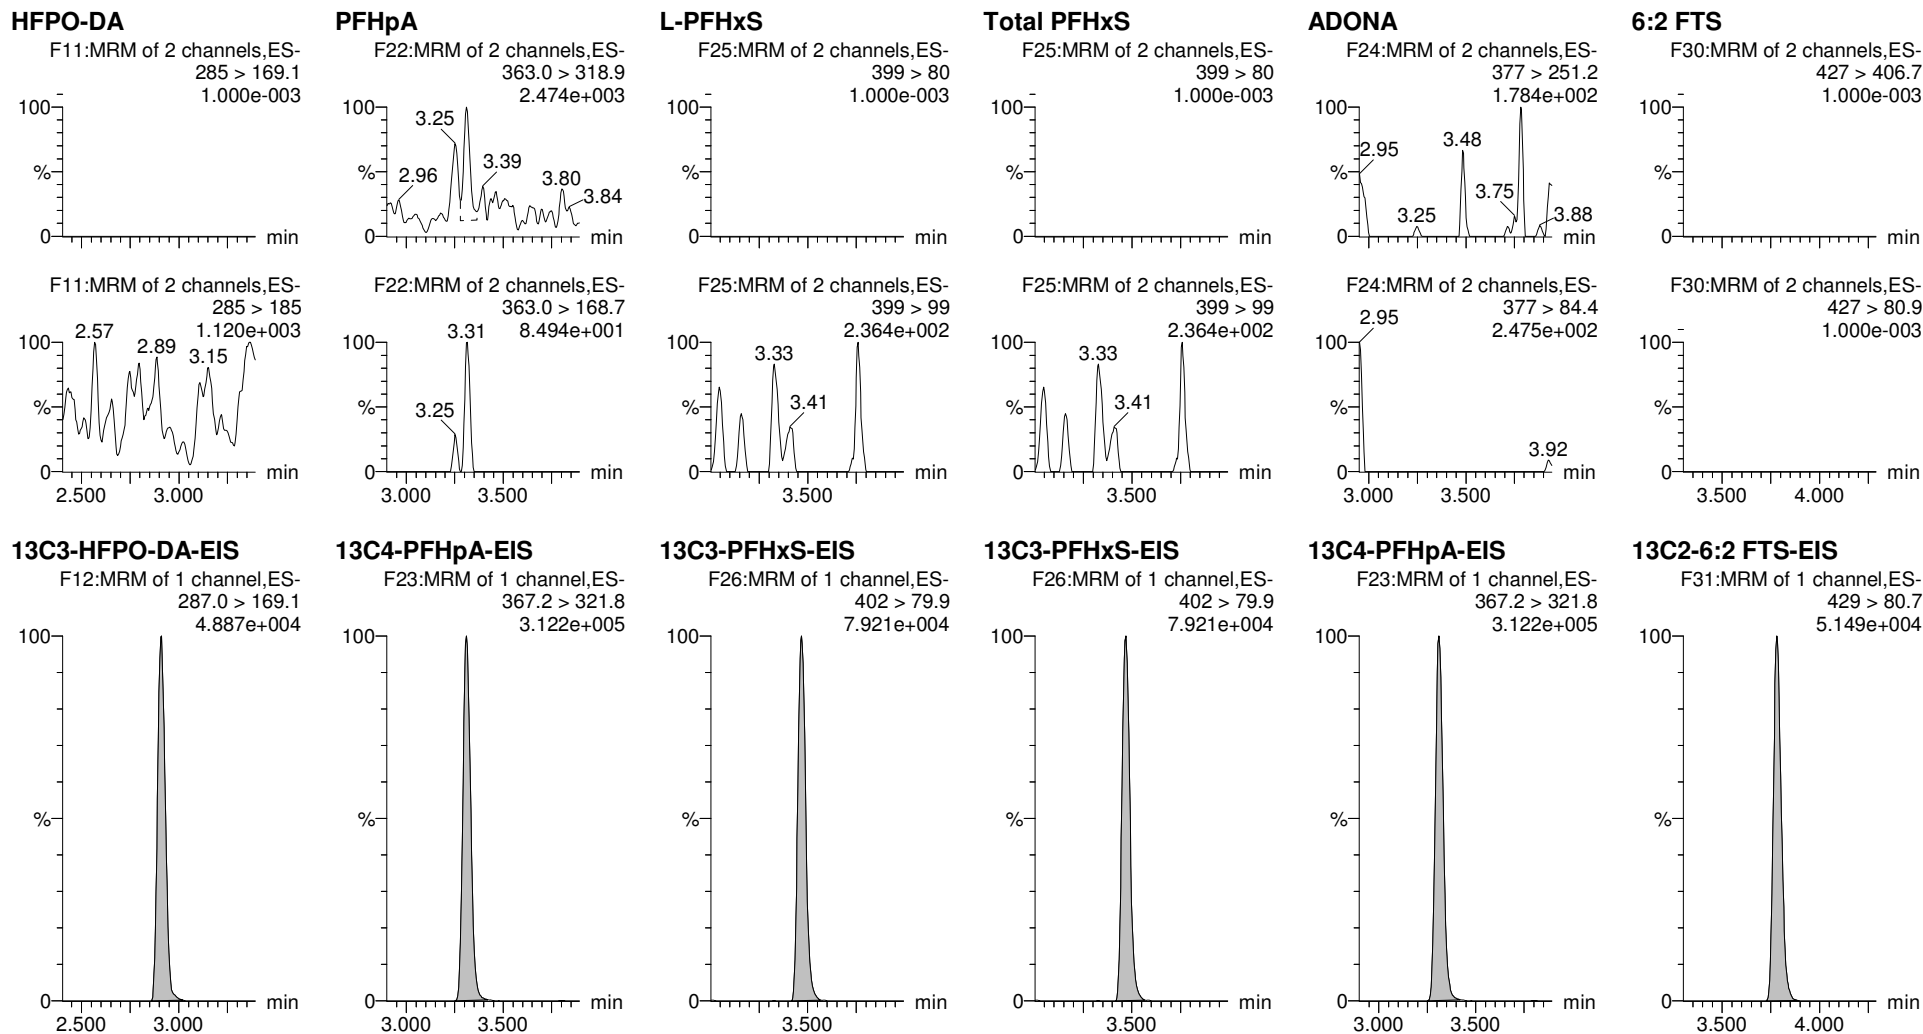 HFPO-DA
F11:MRM of 2 channels,ES-
285 > 169.1
1.000e-003
100
%
0
min
F11:MRM of 2 channels,ES-
285 > 185
1.120e+003
100
%
0
2.57
2.89
3.15
min
2.500 3.000
PFHpA
F22:MRM of 2 channels,ES-
363.0 > 318.9
2.474e+003
100
%
0
3.25
2.96
3.39
3.80
3.84
min
F22:MRM of 2 channels,ES-
363.0 > 168.7
8.494e+001
100
%
0
3.31
3.25
min
3.000 3.500
L-PFHxS
F25:MRM of 2 channels,ES-
399 > 80
1.000e-003
100
%
0
min
F25:MRM of 2 channels,ES-
399 > 99
2.364e+002
100
%
0
3.33
3.41
min
3.500
Total PFHxS
F25:MRM of 2 channels,ES-
399 > 80
1.000e-003
100
%
0
min
F25:MRM of 2 channels,ES-
399 > 99
2.364e+002
100
%
0
3.33
3.41
min
3.500
ADONA
F24:MRM of 2 channels,ES-
377 > 251.2
1.784e+002
100
%
0
2.95
3.25
3.48
3.75
3.88
min
F24:MRM of 2 channels,ES-
377 > 84.4
2.475e+002
100
%
0
2.95
3.92
min
3.000 3.500
6:2 FTS
F30:MRM of 2 channels,ES-
427 > 406.7
1.000e-003
100
%
0
min
F30:MRM of 2 channels,ES-
427 > 80.9
1.000e-003
100
%
0
min
3.500 4.000
13C3-HFPO-DA-EIS
F12:MRM of 1 channel,ES-
287.0 > 169.1
4.887e+004
100
%
0
min
2.500 3.000
13C4-PFHpA-EIS
F23:MRM of 1 channel,ES-
367.2 > 321.8
3.122e+005
100
%
0
min
3.000 3.500
13C3-PFHxS-EIS
F26:MRM of 1 channel,ES-
402 > 79.9
7.921e+004
100
%
0
min
3.500
13C3-PFHxS-EIS
F26:MRM of 1 channel,ES-
402 > 79.9
7.921e+004
100
%
0
min
3.500
13C4-PFHpA-EIS
F23:MRM of 1 channel,ES-
367.2 > 321.8
3.122e+005
100
%
0
min
3.000 3.500
13C2-6:2 FTS-EIS
F31:MRM of 1 channel,ES-
429 > 80.7
5.149e+004
100
%
0
min
3.500 4.000